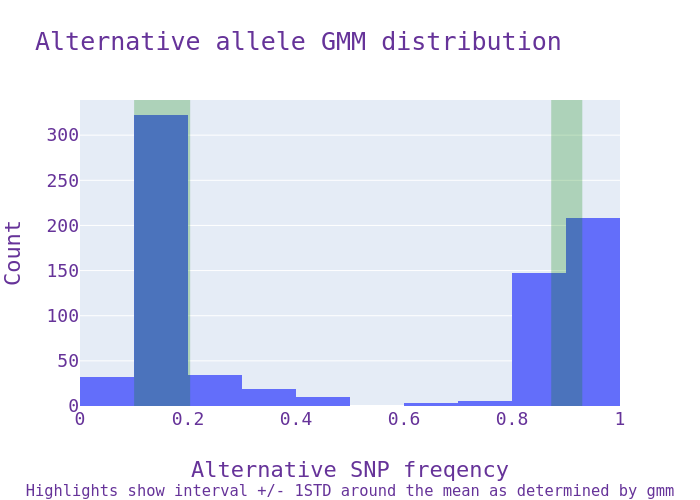 Alternative allele GMM distribution
300
250
200
150
100
50
0
0 0.2 0.4 0.6 0.8 1
Count
Alternative SNP freqency
Highlights show interval +/- 1STD around the mean as determined by gmm